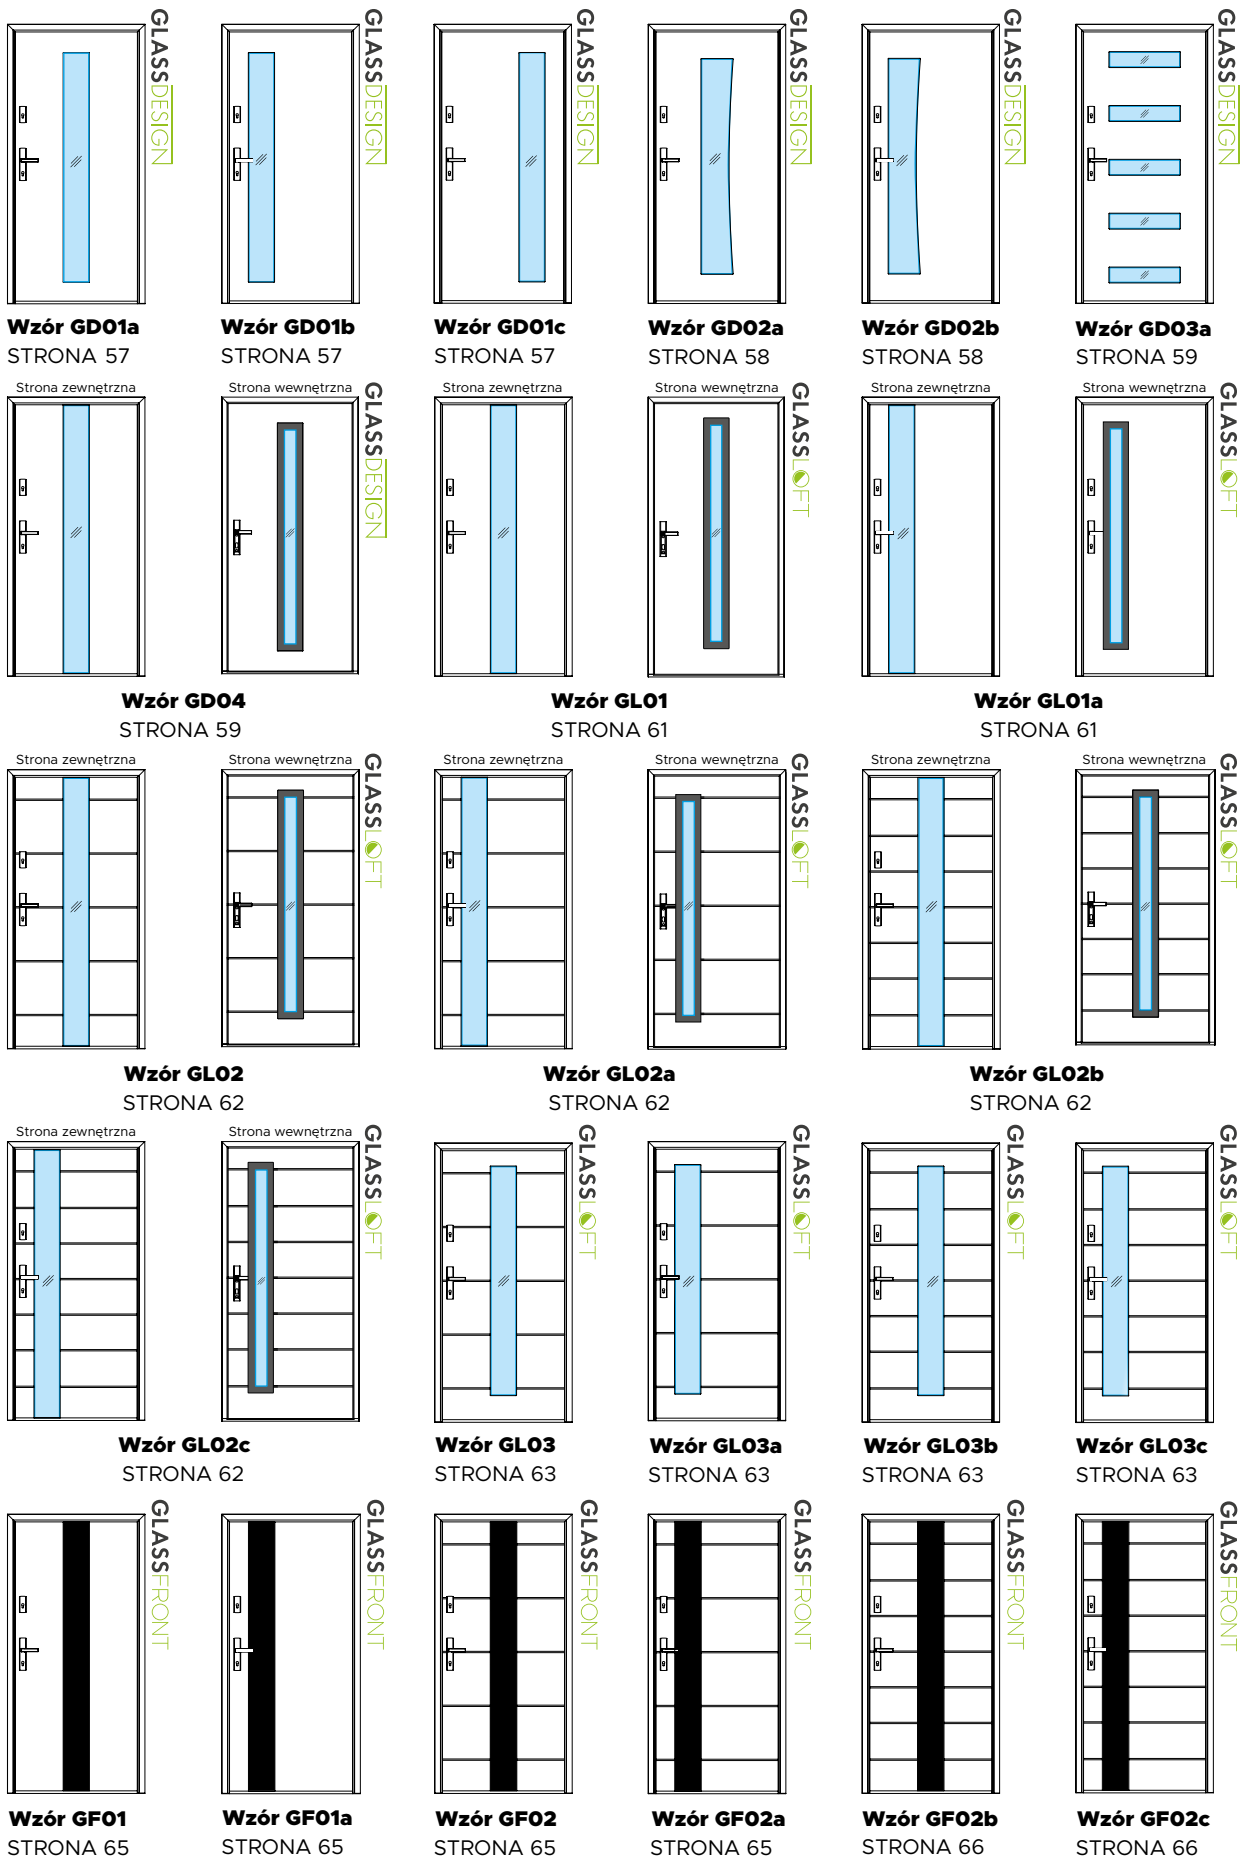 GLASSDESIGN
GLASSDESIGN
GLASSDESIGN
GLASSDESIGN
GLASSDESIGN
GLASSDESIGN
Wzór GD01a
STRONA 57
Wzór GD01b
STRONA 57
Wzór GD01c
STRONA 57
Wzór GD02a
STRONA 58
Wzór GD02b
STRONA 58
Wzór GD03a
STRONA 59
Strona zewnętrzna
Strona wewnętrzna
GLASSDESIGN
Strona zewnętrzna
Strona wewnętrzna
GLASSLOFT
Strona zewnętrzna
Strona wewnętrzna
GLASSLOFT
Wzór GD04
STRONA 59
Wzór GL01
STRONA 61
Wzór GL01a
STRONA 61
Strona zewnętrzna
Strona wewnętrzna
GLASSLOFT
Strona zewnętrzna
Strona wewnętrzna
GLASSLOFT
Strona zewnętrzna
Strona wewnętrzna
GLASSLOFT
Wzór GL02
STRONA 62
Wzór GL02a
STRONA 62
Wzór GL02b
STRONA 62
Strona zewnętrzna
Strona wewnętrzna
GLASSLOFT
GLASSLOFT
GLASSLOFT
GLASSLOFT
GLASSLOFT
Wzór GL02c
STRONA 62
Wzór GL03
STRONA 63
Wzór GL03a
STRONA 63
Wzór GL03b
STRONA 63
Wzór GL03c
STRONA 63
GLASSFRONT
GLASSFRONT
GLASSFRONT
GLASSFRONT
GLASSFRONT
GLASSFRONT
Wzór GF01
STRONA 65
Wzór GF01a
STRONA 65
Wzór GF02
STRONA 65
Wzór GF02a
STRONA 65
Wzór GF02b
STRONA 66
Wzór GF02c
STRONA 66